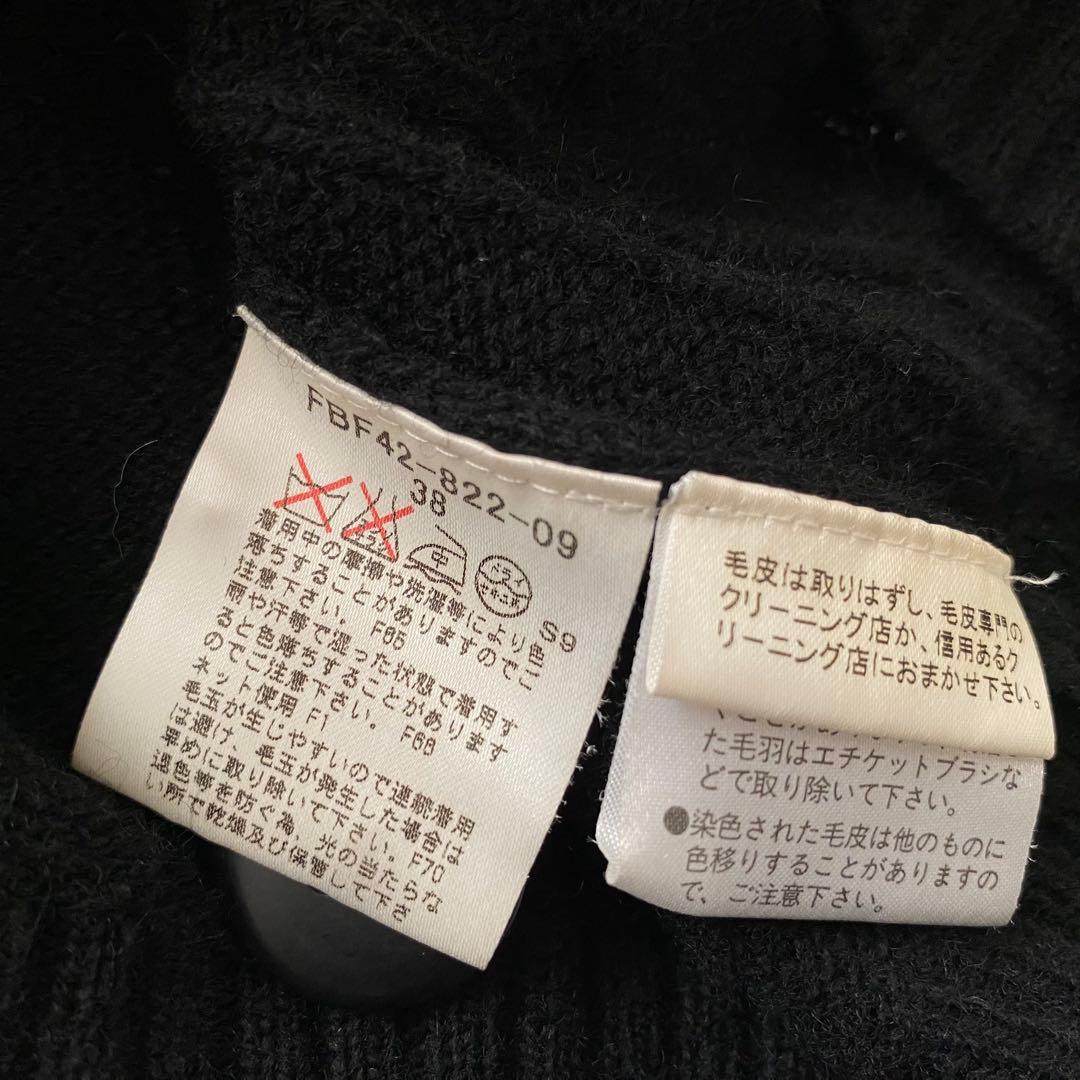 FBF42-822-09
38
エンソ
中
ドライ
S9
着用中の摩擦や洗濯等により色
落ちすることがありますのでご
注意下さい。 F65
雨や汗等で湿った状態で着用す
ると色落ちすることがあります
のでご注意下さい。 F66
ネット使用 F1
毛玉が生じやすいので連続着用
は避け、毛玉が発生した場合は
早めに取り除いて下さい。F70
退色等を防ぐ為、光の当たらな
い所で乾燥及び保管して下さ
毛皮は取りはずし、毛皮専門の
クリーニング店か、信用あるク
リーニング店におまかせ下さい。
た毛羽はエチケットブラシな
どで取り除いて下さい。
●染色された毛皮は他のものに
色移りすることがありますの
で、ご注意下さい。